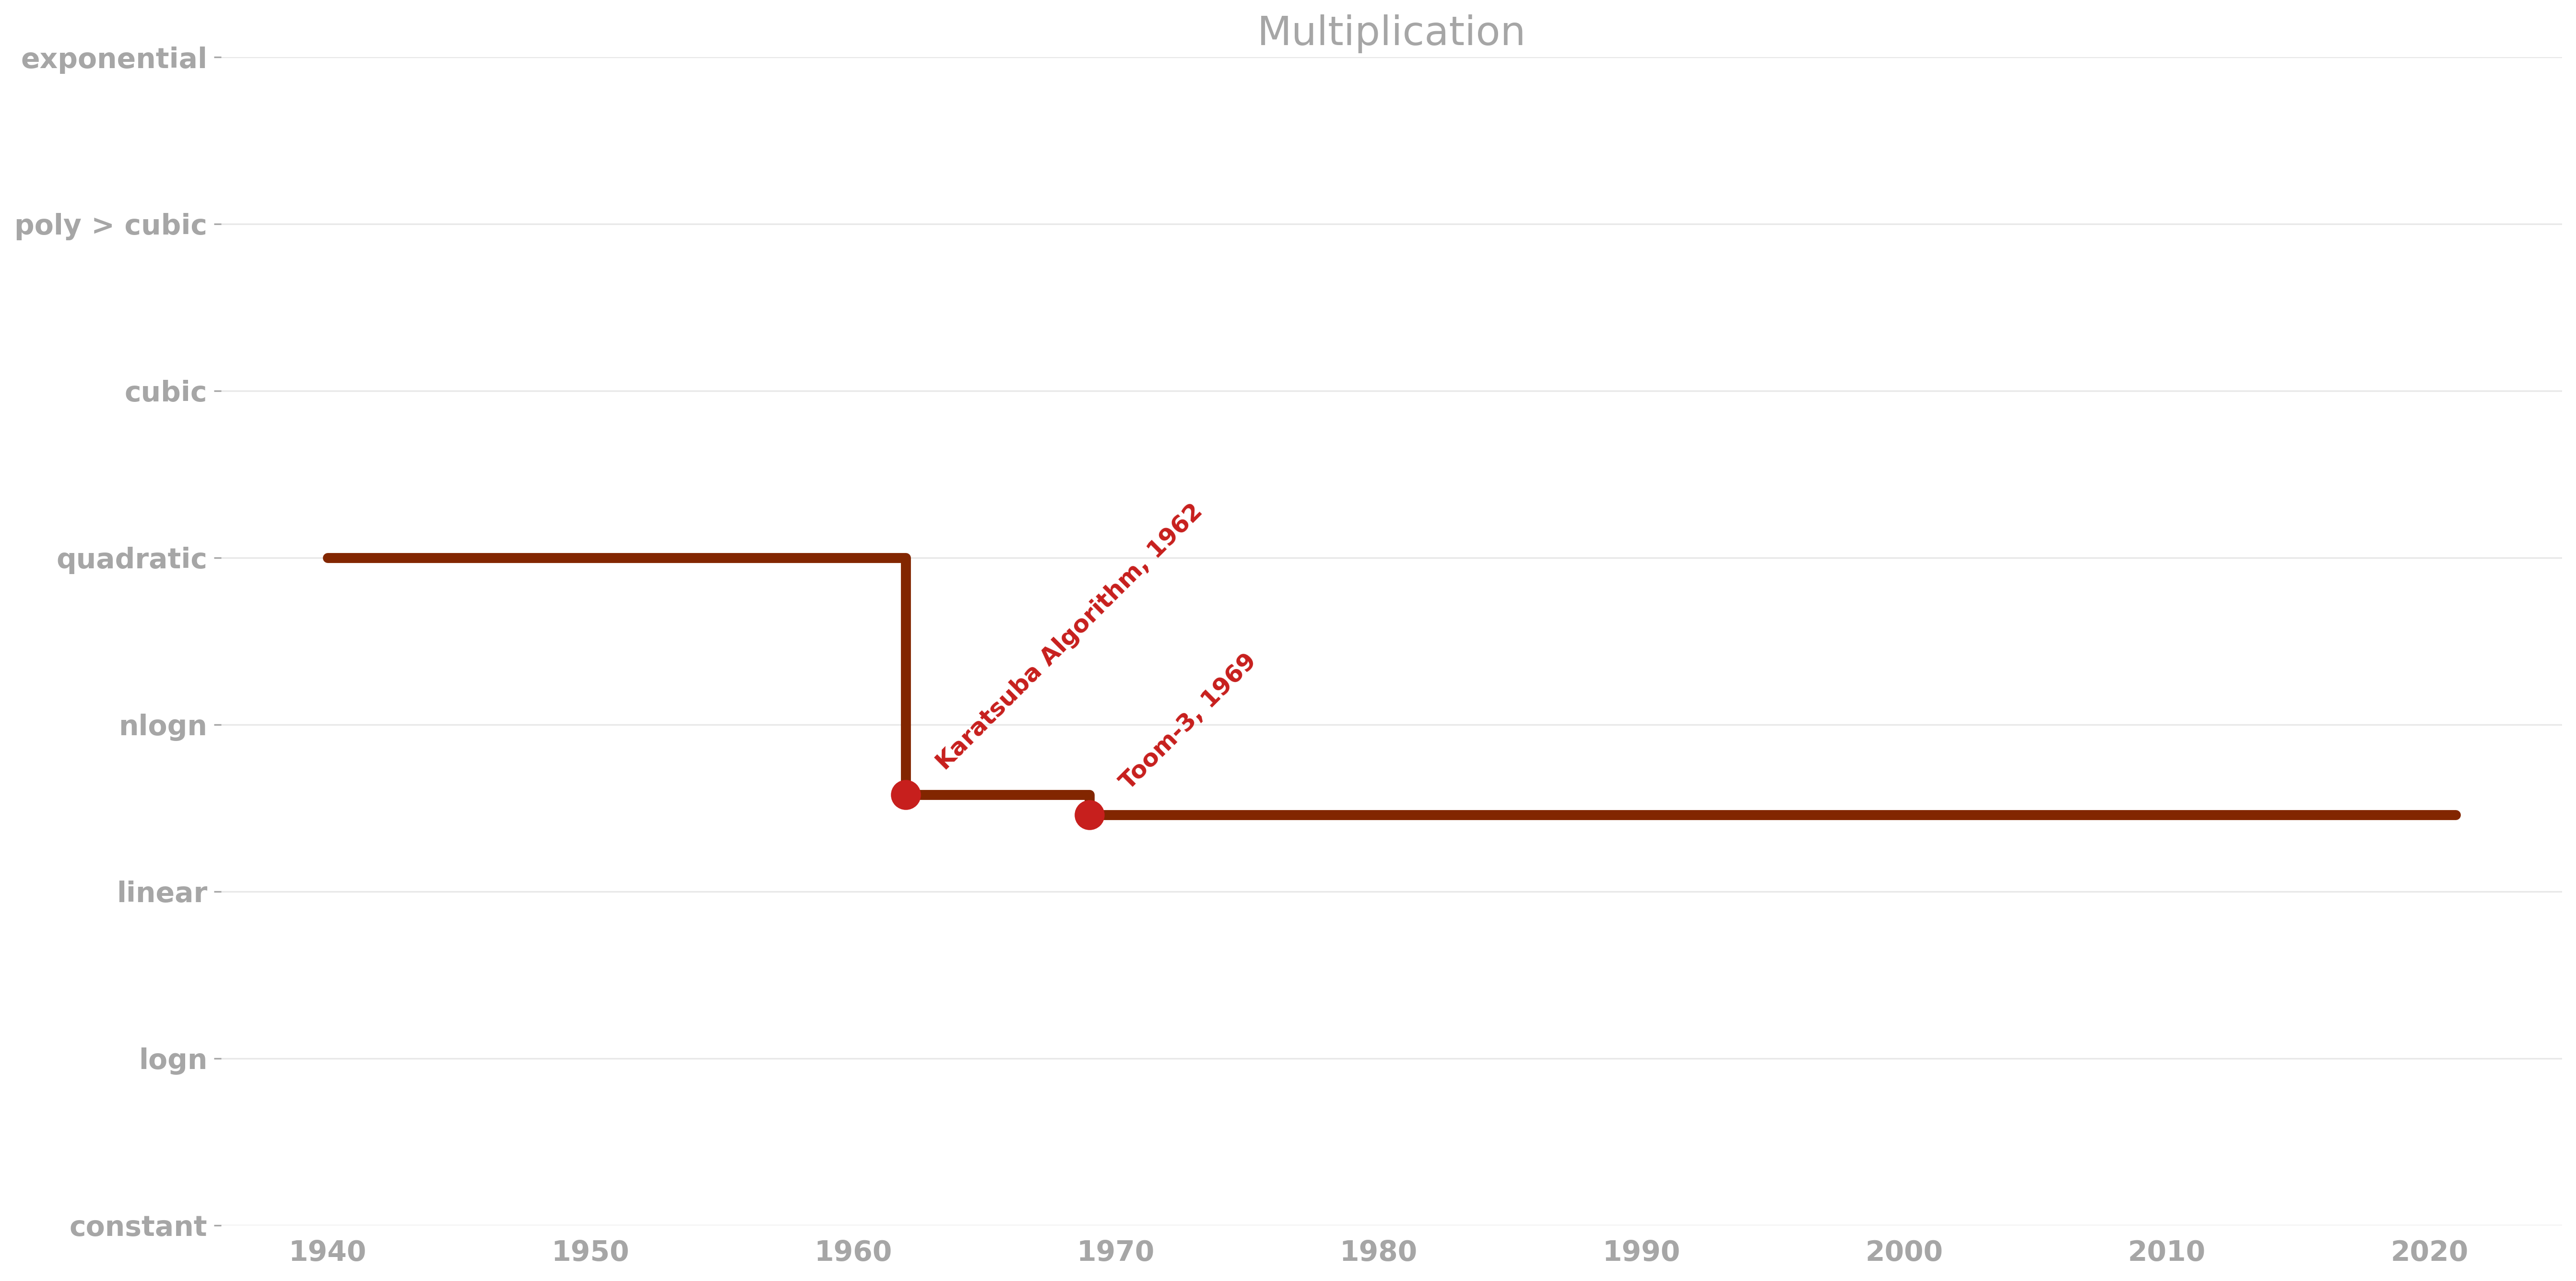 Multiplication
exponential
poly > cubic
cubic
quadratic
nlogn
linear
logn
constant
Karatsuba Algorithm, 1962
Toom-3, 1969
1940 1950 1960 1970 1980 1990 2000 2010 2020